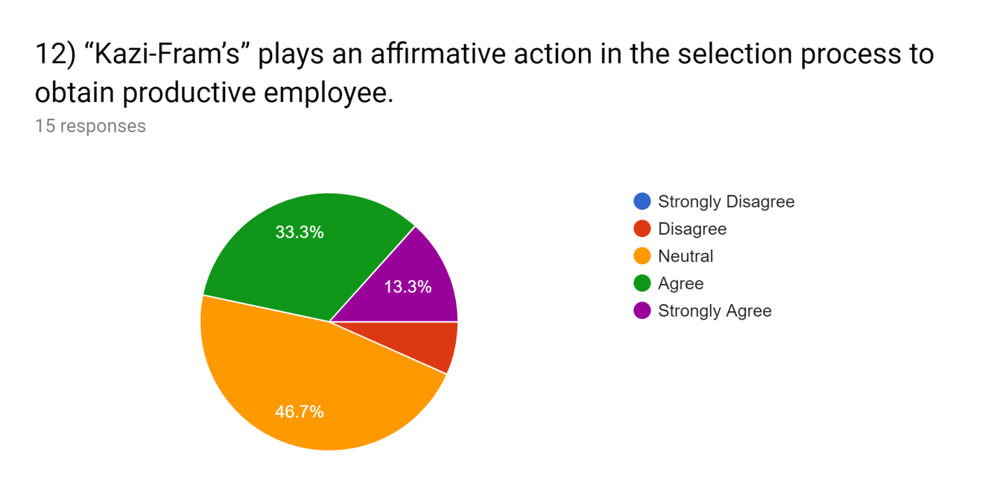 12) “Kazi-Fram’s” plays an affirmative action in the selection process to
obtain productive employee.
15 responses
33.3%
13.3%
46.7%
Strongly Disagree
Disagree
Neutral
Agree
Strongly Agree